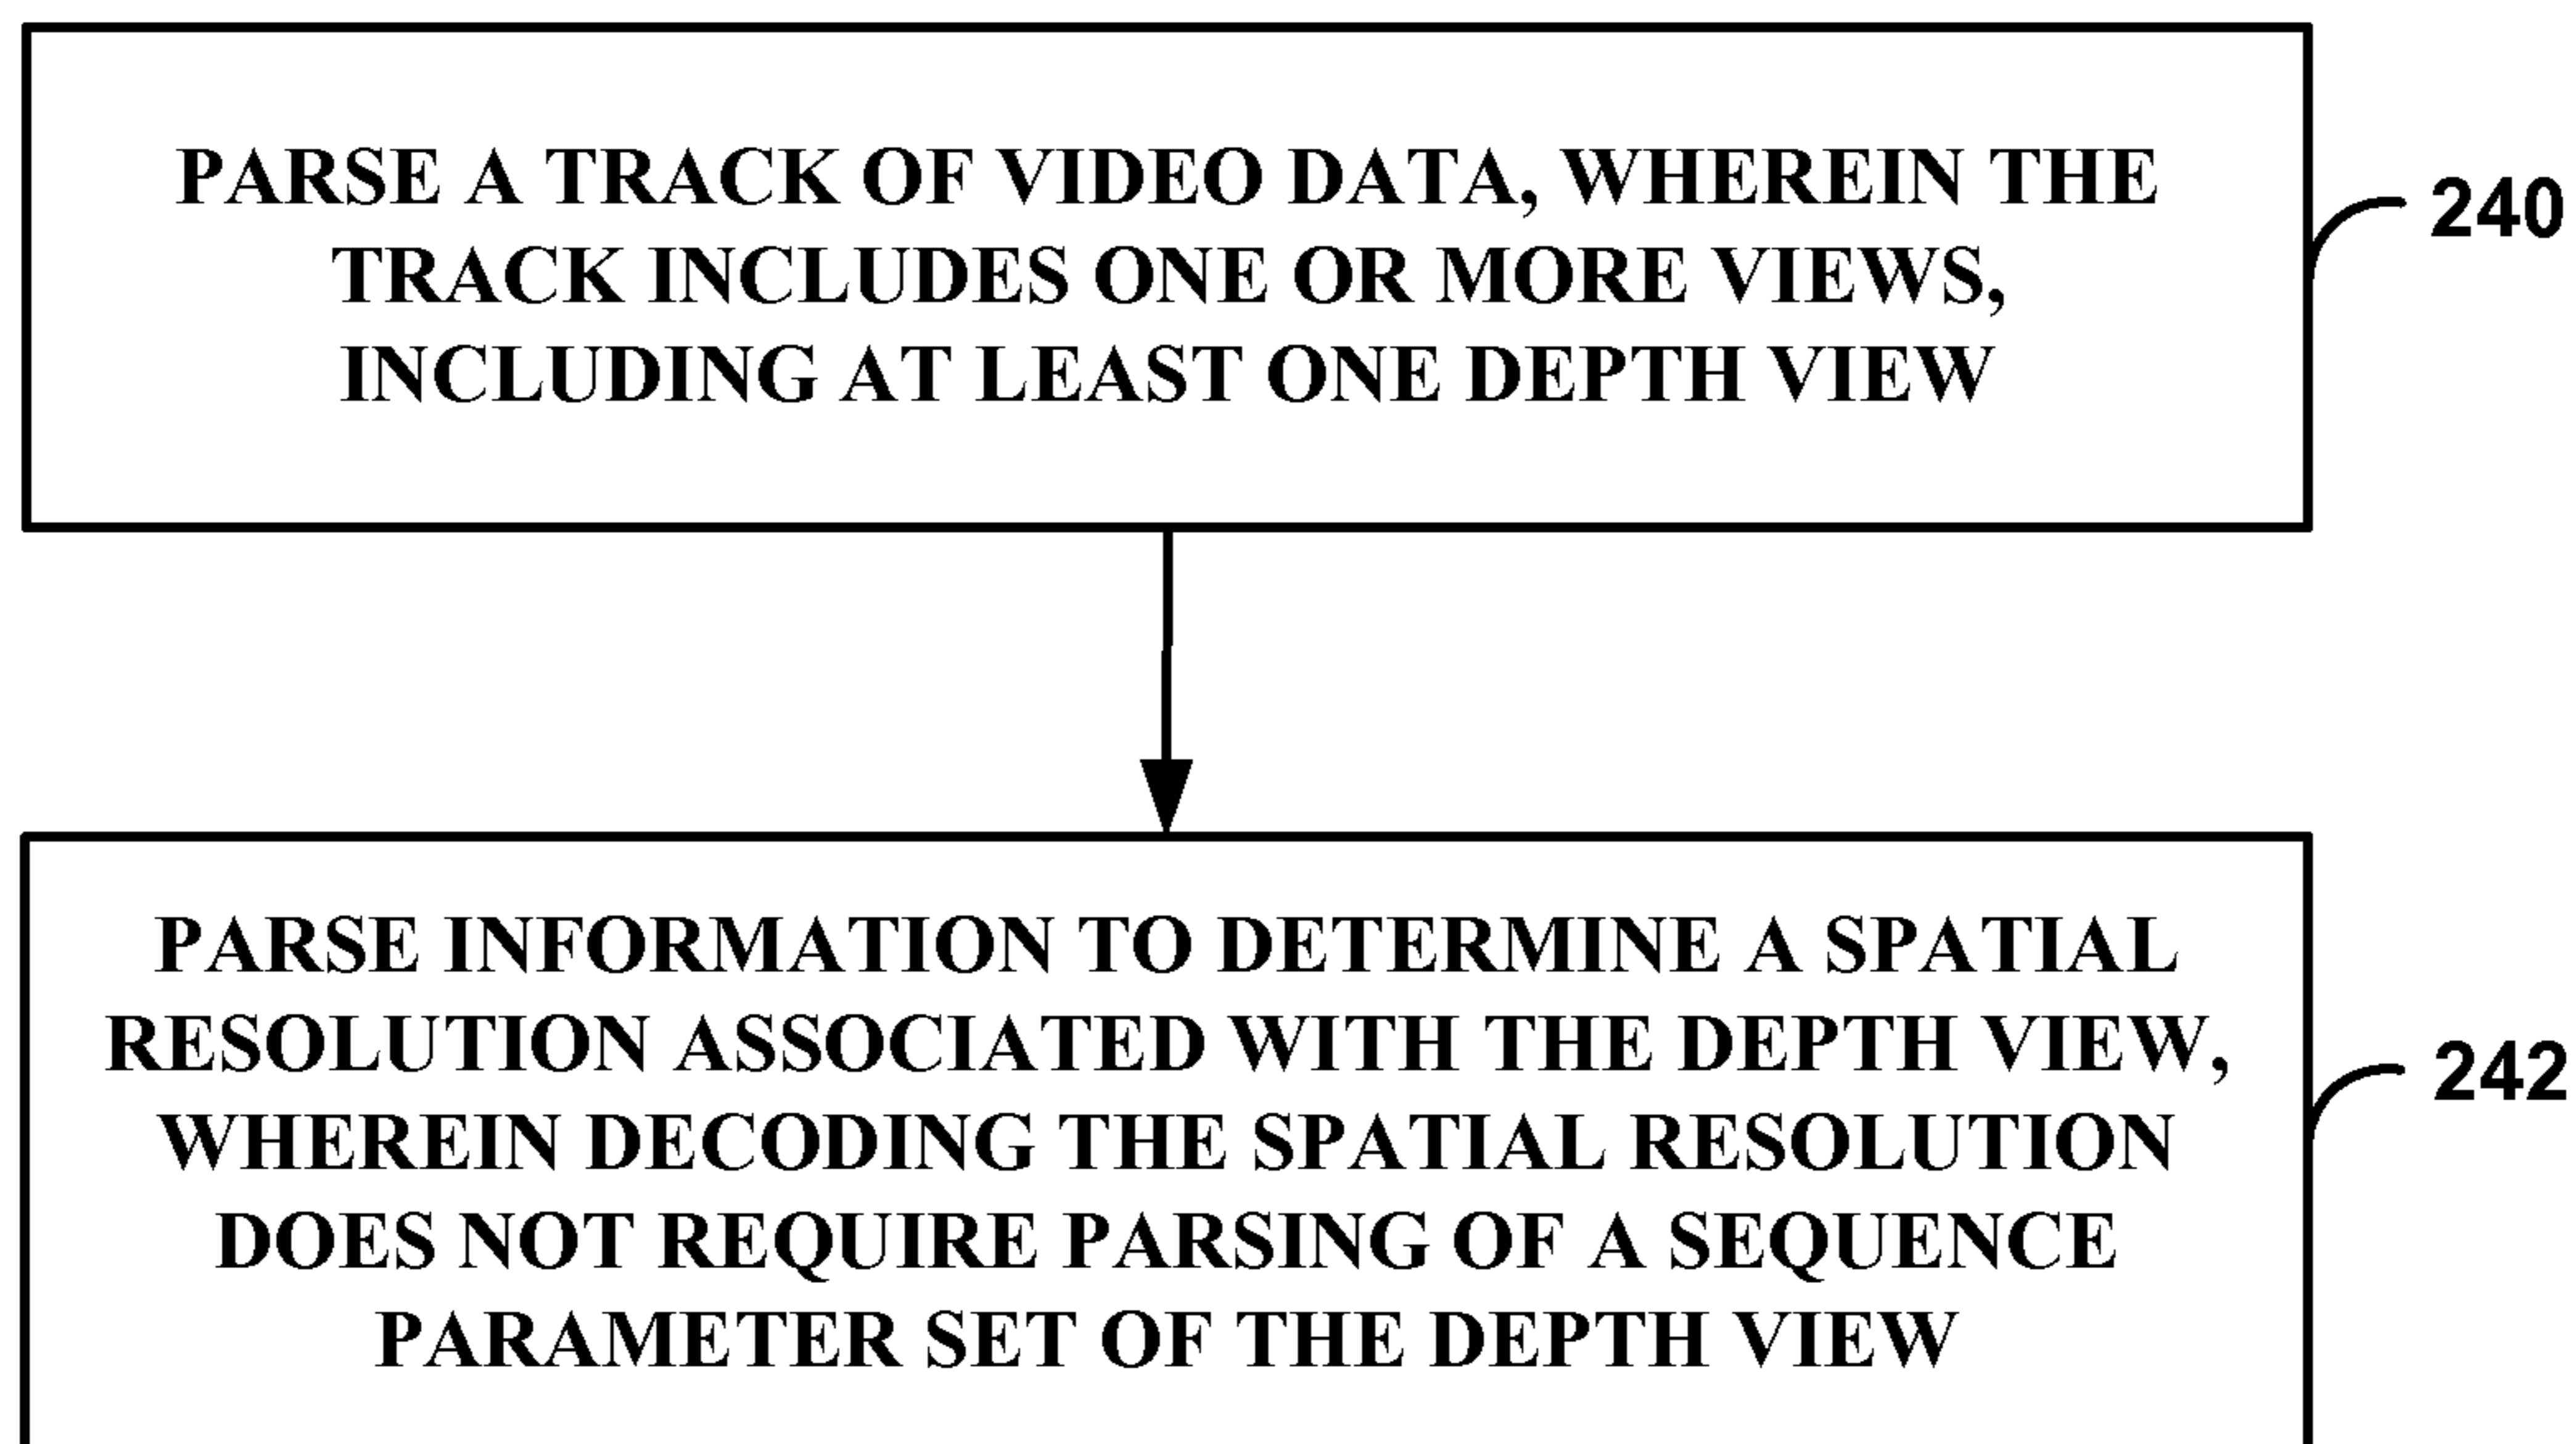 PARSE A TRACK OF VIDEO DATA, WHEREIN THE
TRACK INCLUDES ONE OR MORE VIEWS,
INCLUDING AT LEAST ONE DEPTH VIEW
240
PARSE INFORMATION TO DETERMINE A SPATIAL
RESOLUTION ASSOCIATED WITH THE DEPTH VIEW,
WHEREIN DECODING THE SPATIAL RESOLUTION
DOES NOT REQUIRE PARSING OF A SEQUENCE
PARAMETER SET OF THE DEPTH VIEW
242